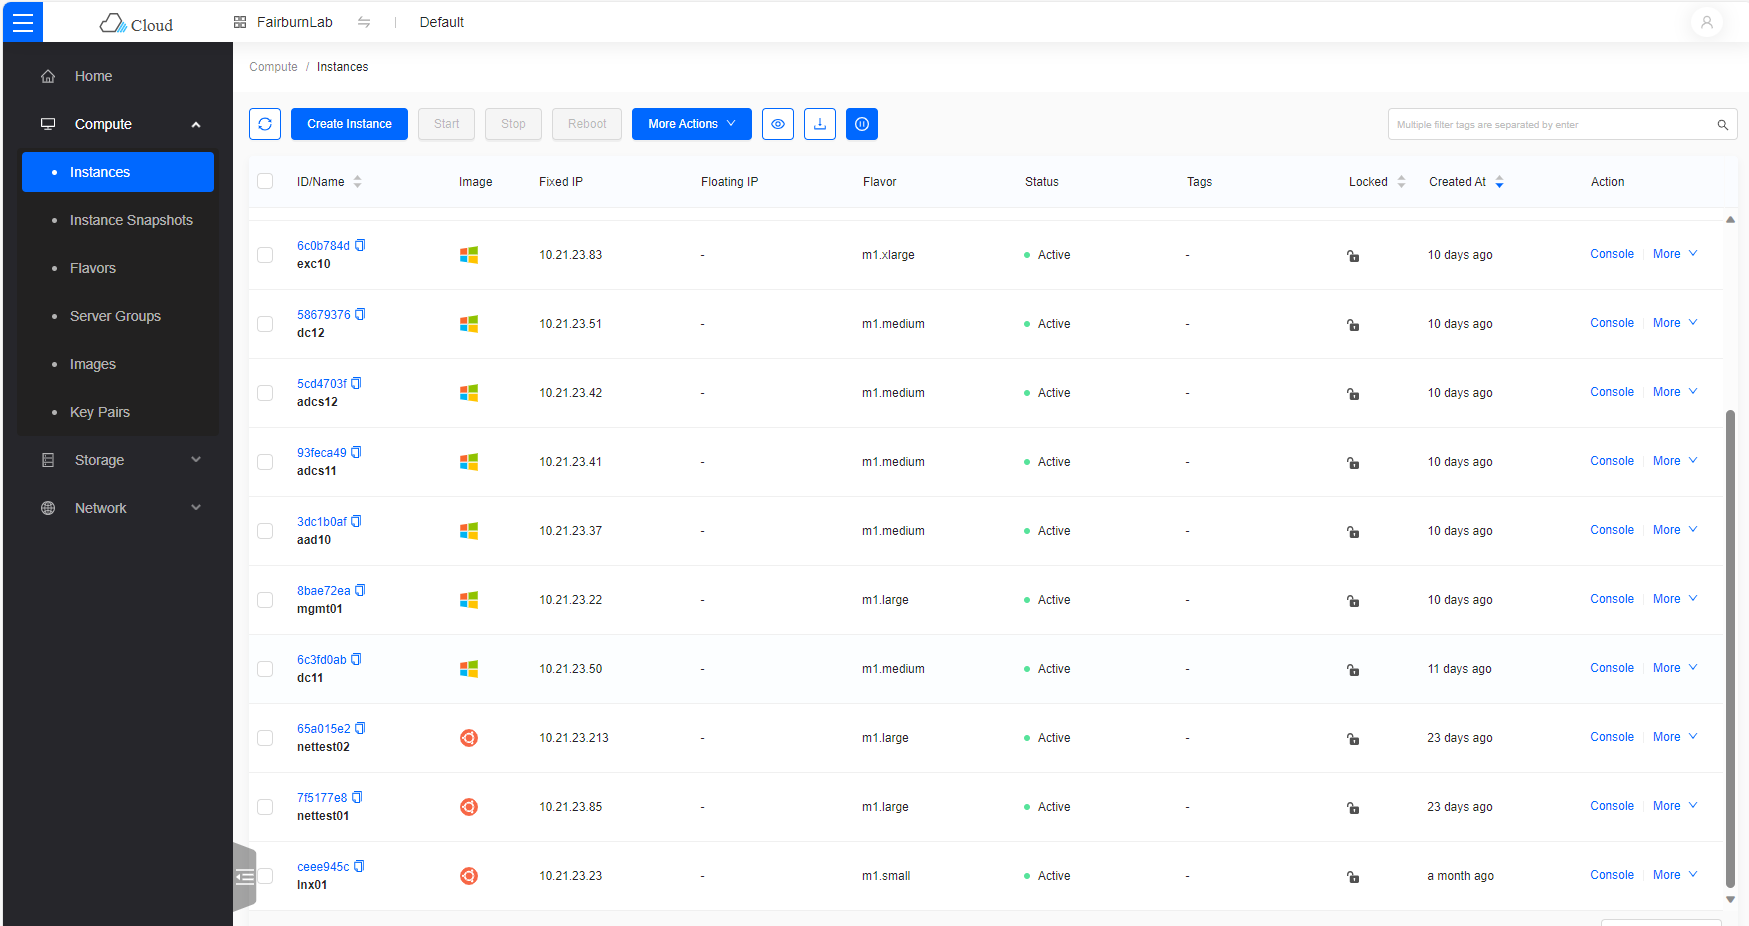 Cloud
FairburnLab
Default
Home
Compute
Instances
Instance Snapshots
Flavors
Server Groups
Images
Key Pairs
Storage
Network
Compute / Instances
Create Instance
Start
Stop
Reboot
More Actions
Multiple filter tags are separated by enter
ID/Name Image Fixed IP Floating IP Flavor Status Tags Locked Created At Action
6c0b784d
exc10
10.21.23.83 - m1.xlarge Active - 10 days ago Console More
58679376
dc12
10.21.23.51 - m1.medium Active - 10 days ago Console More
5cd4703f
adcs12
10.21.23.42 - m1.medium Active - 10 days ago Console More
93feca49
adcs11
10.21.23.41 - m1.medium Active - 10 days ago Console More
3dc1b0af
aad10
10.21.23.37 - m1.medium Active - 10 days ago Console More
8bae72ea
mgmt01
10.21.23.22 - m1.large Active - 10 days ago Console More
6c3fd0ab
dc11
10.21.23.50 - m1.medium Active - 11 days ago Console More
65a015e2
nettest02
10.21.23.213 - m1.large Active - 23 days ago Console More
7f5177e8
nettest01
10.21.23.85 - m1.large Active - 23 days ago Console More
ceee945c
lnx01
10.21.23.23 - m1.small Active - a month ago Console More